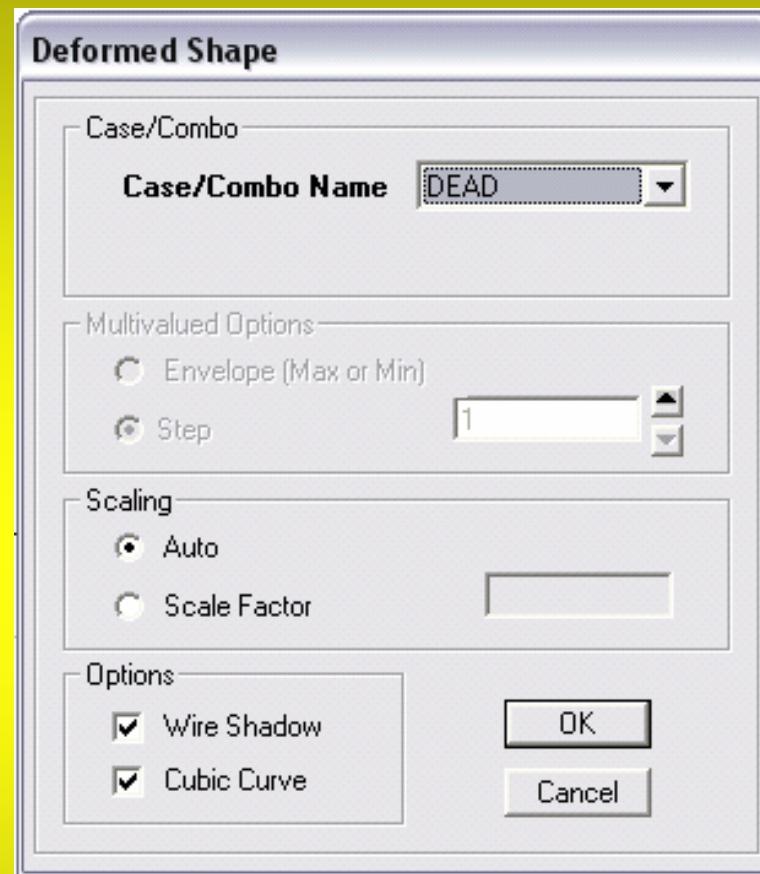 Deformed Shape
Case/Combo
Case/Combo Name DEAD
Multivalued Options
Envelope (Max or Min)
Step 1
Scaling
Auto
Scale Factor
Options
Wire Shadow
Cubic Curve
OK
Cancel